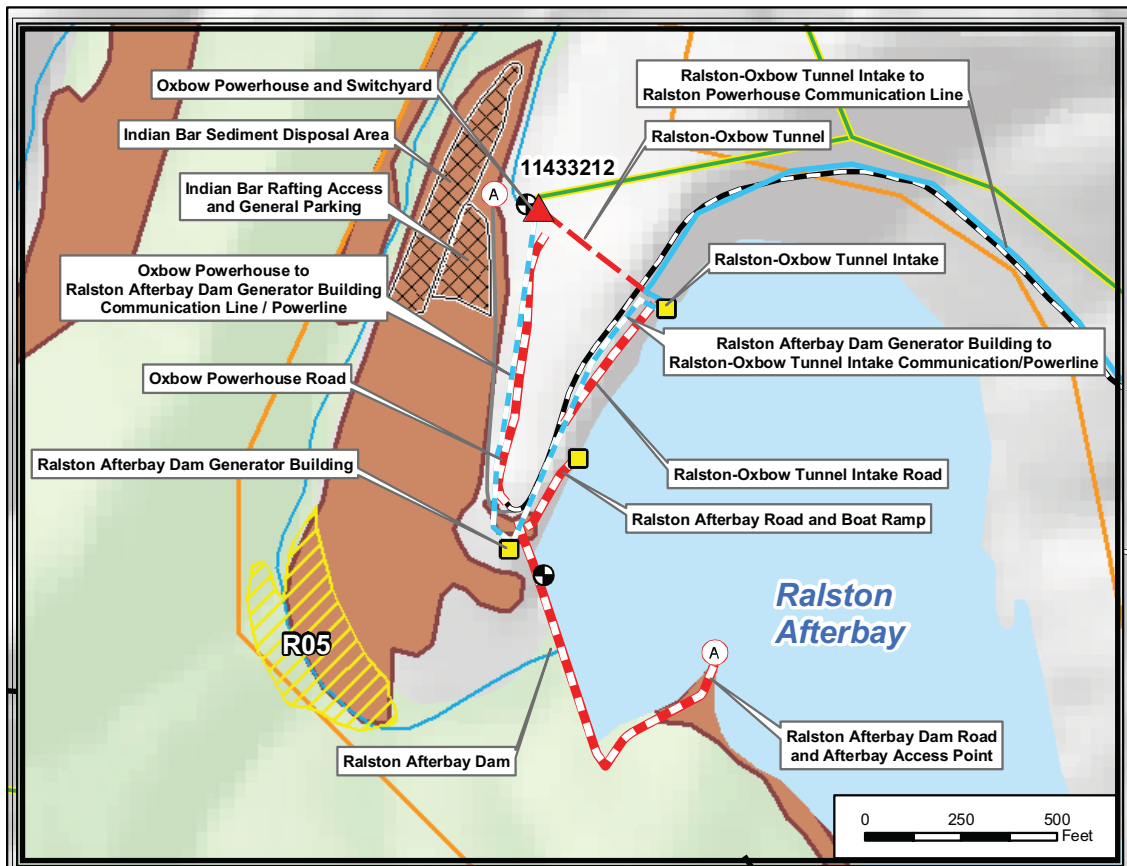 Oxbow Powerhouse and Switchyard
Ralston-Oxbow Tunnel Intake to
Ralston Powerhouse Communication Line
Indian Bar Sediment Disposal Area
Ralston-Oxbow Tunnel
11433212
Indian Bar Rafting Access
and General Parking
A
Oxbow Powerhouse to
Ralston Afterbay Dam Generator Building
Communication Line / Powerline
Ralston-Oxbow Tunnel Intake
Ralston Afterbay Dam Generator Building to
Ralston-Oxbow Tunnel Intake Communication/Powerline
Oxbow Powerhouse Road
Ralston Afterbay Dam Generator Building
Ralston-Oxbow Tunnel Intake Road
Ralston Afterbay Road and Boat Ramp
Ralston
Afterbay
R05
A
Ralston Afterbay Dam
Ralston Afterbay Dam Road
and Afterbay Access Point
0 250 500
Feet